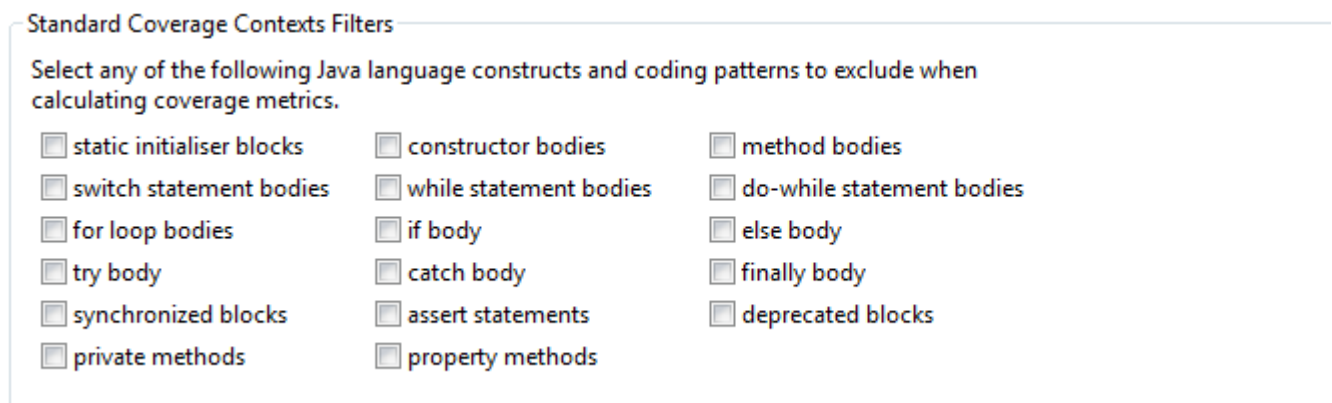 Standard Coverage Contexts Filters
Select any of the following Java language constructs and coding patterns to exclude when
calculating coverage metrics.
static initialiser blocks constructor bodies method bodies
switch statement bodies while statement bodies do-while statement bodies
for loop bodies if body else body
try body catch body finally body
synchronized blocks assert statements deprecated blocks
private methods property methods